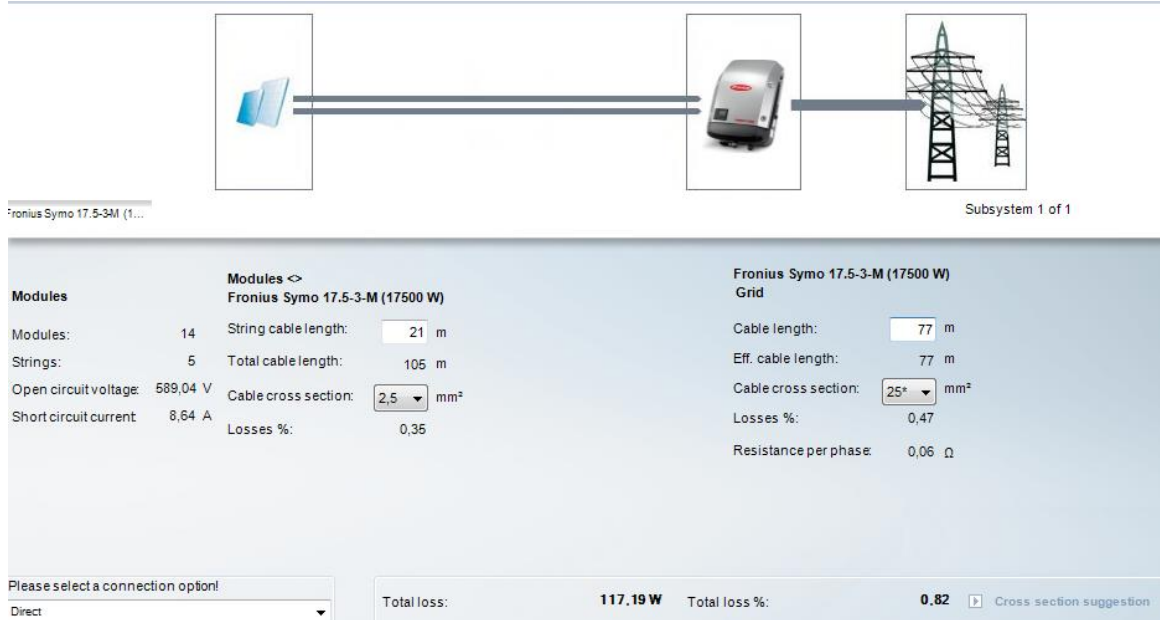 Fronius Symo 17.5-3-M (1...
Subsystem 1 of 1
Modules
Modules: 14
Strings: 5
Open circuit voltage: 589,04 V
Short circuit current: 8,64 A
Modules <>
Fronius Symo 17.5-3-M (17500 W)
String cable length: 21 m
Total cable length: 105 m
Cable cross section: 2,5 mm²
Losses %: 0,35
Fronius Symo 17.5-3-M (17500 W)
Grid
Cable length: 77 m
Eff. cable length: 77 m
Cable cross section: 25* mm²
Losses %: 0,47
Resistance per phase: 0,06 Ω
Please select a connection option!
Direct
Total loss: 117,19 W Total loss %: 0,82 Cross section suggestion